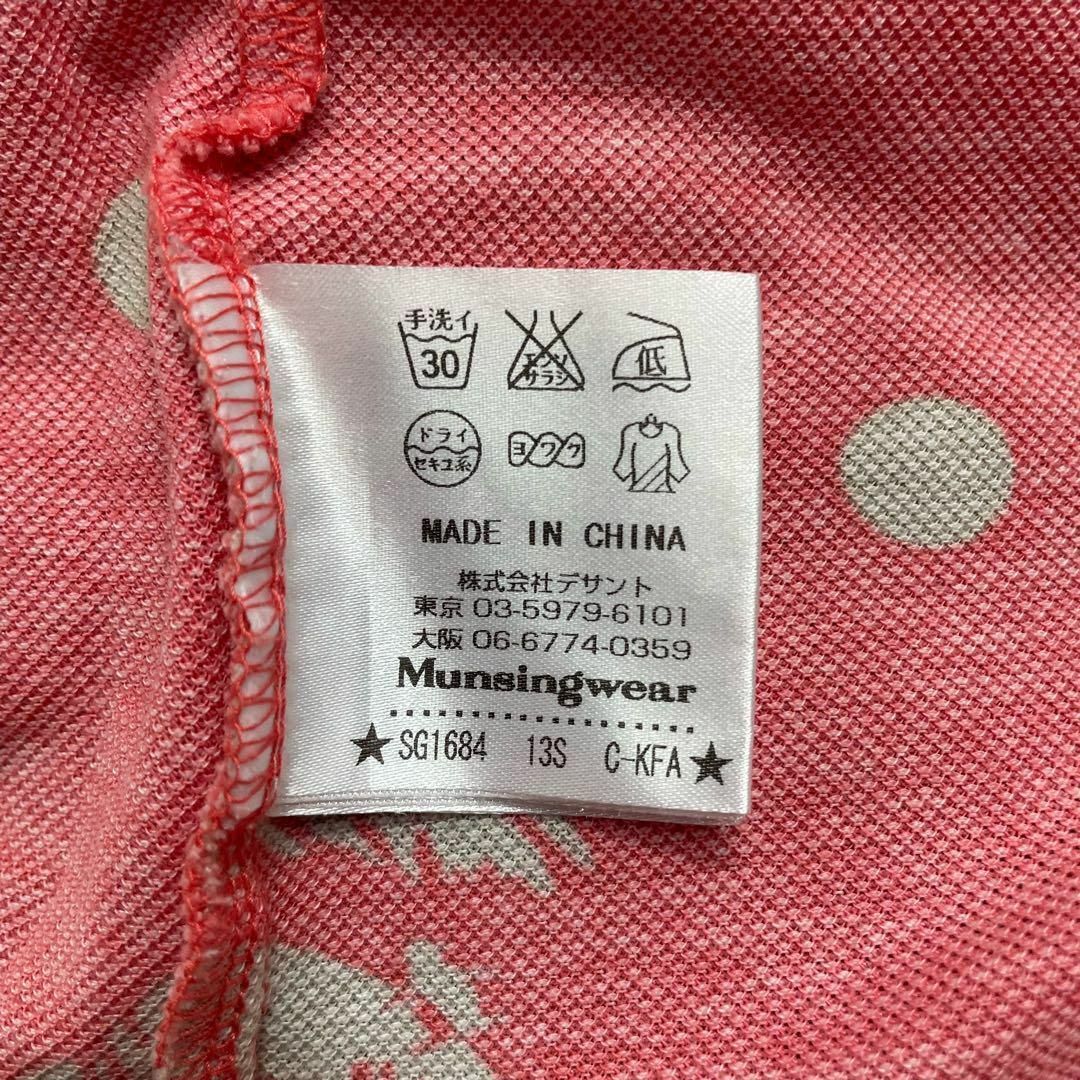 手洗イ
30
エンソ
サラシ
低
ドライ
セキユ系
ヨワク
MADE IN CHINA
株式会社デサント
東京 03-5979-6101
大阪 06-6774-0359
Munsingwear
★SG1684 13S C-KFA★